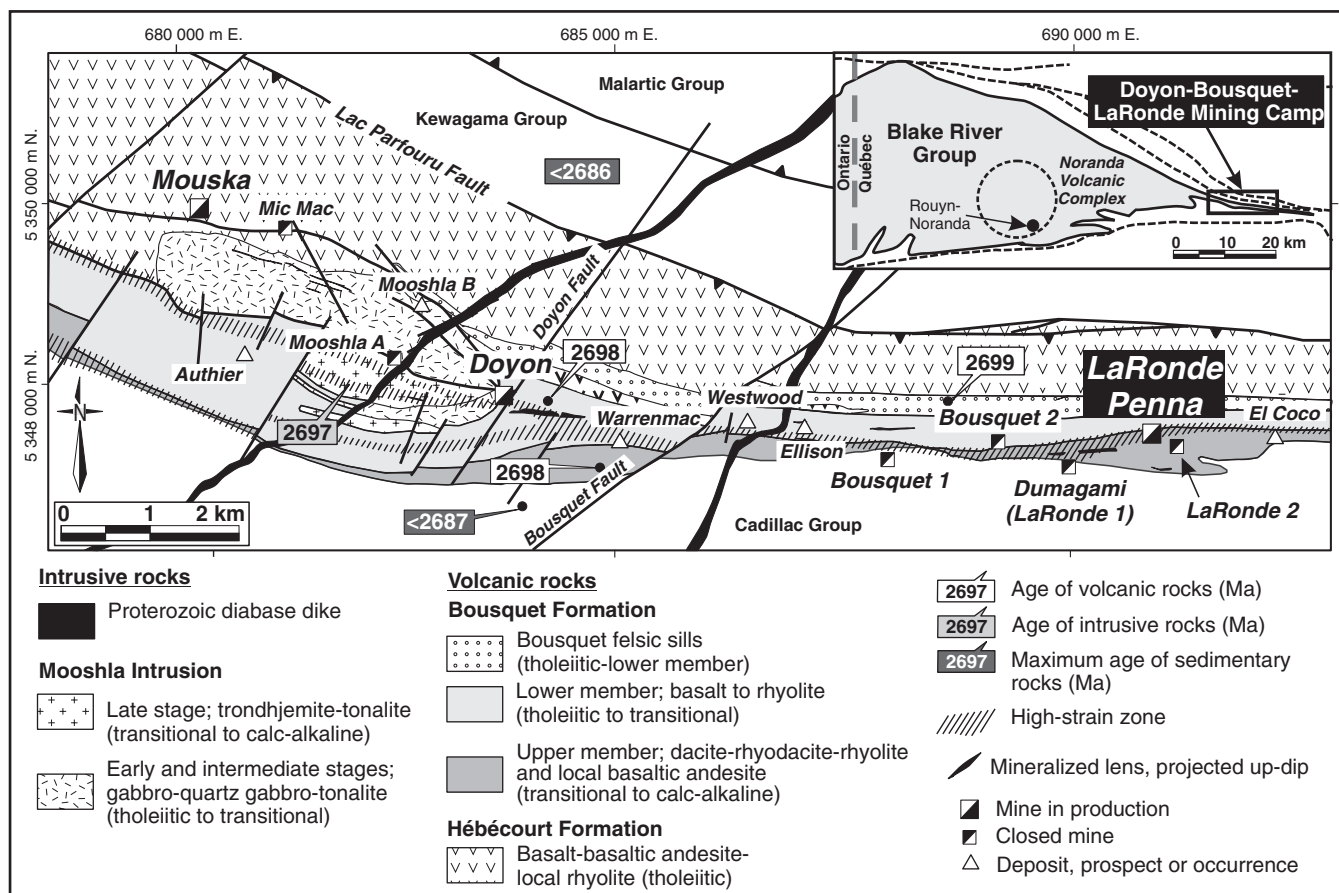 680 000 m E.
685 000 m E.
690 000 m E.
5 350 000 m N.
5 348 000 m N.
Malartic Group
Kewagama Group
Lac Parfouru Fault
<2686
Mouska
Mic Mac
Mooshla B
Doyon Fault
Mooshla A
Authier
Doyon
2698
2699
LaRonde
Penna
Westwood
Warrenmac
Bousquet 2
El Coco
2697
Ellison
2698
Bousquet 1
Bousquet Fault
Dumagami
(LaRonde 1)
LaRonde 2
<2687
Cadillac Group
N
0 1 2 km
Doyon-Bousquet-
LaRonde Mining Camp
Blake River
Group
Ontario
Québec
Noranda
Volcanic
Complex
Rouyn-
Noranda
0 10 20 km
Intrusive rocks
Proterozoic diabase dike
Mooshla Intrusion
Late stage; trondhjemite-tonalite
(transitional to calc-alkaline)
Early and intermediate stages;
gabbro-quartz gabbro-tonalite
(tholeiitic to transitional)
Volcanic rocks
Bousquet Formation
Bousquet felsic sills
(tholeiitic-lower member)
Lower member; basalt to rhyolite
(tholeiitic to transitional)
Upper member; dacite-rhyodacite-rhyolite
and local basaltic andesite
(transitional to calc-alkaline)
Hébécourt Formation
Basalt-basaltic andesite-
local rhyolite (tholeiitic)
2697 Age of volcanic rocks (Ma)
2697 Age of intrusive rocks (Ma)
2697 Maximum age of sedimentary
rocks (Ma)
High-strain zone
Mineralized lens, projected up-dip
Mine in production
Closed mine
Deposit, prospect or occurrence